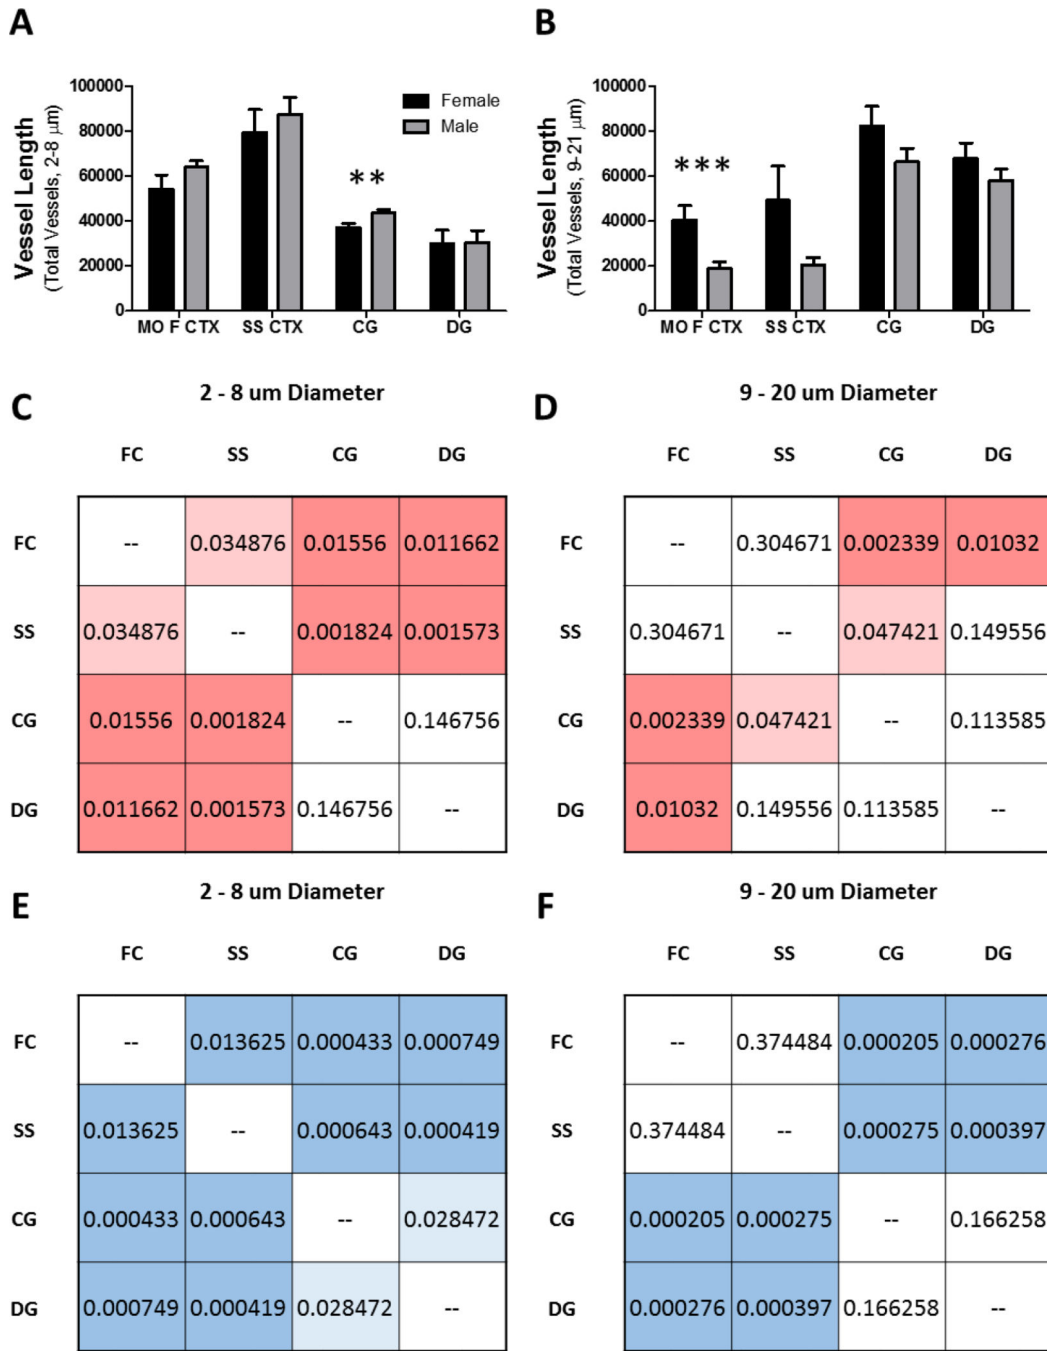 A
B
Vessel Length
(Total Vessels, 2-8 µm)
100000
80000
60000
40000
20000
0
Female
Male
**
MO F CTX SS CTX CG DG
Vessel Length
(Total Vessels, 9-21 µm)
100000
80000
60000
40000
20000
0
***
MO F CTX SS CTX CG DG
C
2 - 8 um Diameter
FC SS CG DG
FC -- 0.034876 0.01556 0.011662
SS 0.034876 -- 0.001824 0.001573
CG 0.01556 0.001824 -- 0.146756
DG 0.011662 0.001573 0.146756 --
D
9 - 20 um Diameter
FC SS CG DG
FC -- 0.304671 0.002339 0.01032
SS 0.304671 -- 0.047421 0.149556
CG 0.002339 0.047421 -- 0.113585
DG 0.01032 0.149556 0.113585 --
E
2 - 8 um Diameter
FC SS CG DG
FC -- 0.013625 0.000433 0.000749
SS 0.013625 -- 0.000643 0.000419
CG 0.000433 0.000643 -- 0.028472
DG 0.000749 0.000419 0.028472 --
F
9 - 20 um Diameter
FC SS CG DG
FC -- 0.374484 0.000205 0.000276
SS 0.374484 -- 0.000275 0.000397
CG 0.000205 0.000275 -- 0.166258
DG 0.000276 0.000397 0.166258 --